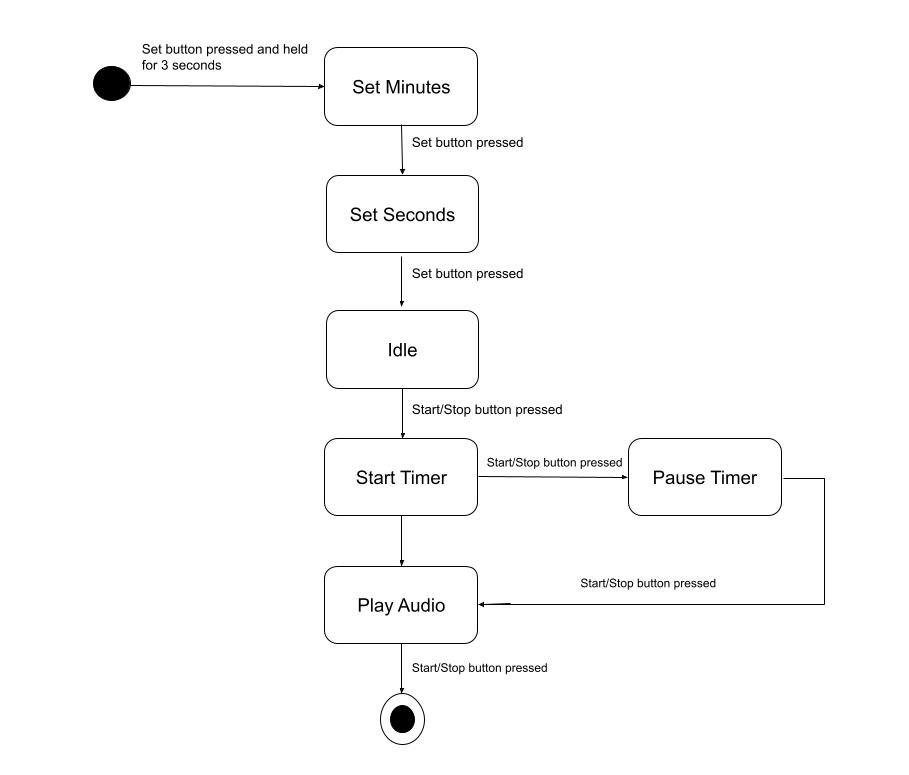 Set button pressed and held
for 3 seconds
Set Minutes
Set button pressed
Set Seconds
Set button pressed
Idle
Start/Stop button pressed
Start Timer
Start/Stop button pressed
Pause Timer
Start/Stop button pressed
Play Audio
Start/Stop button pressed